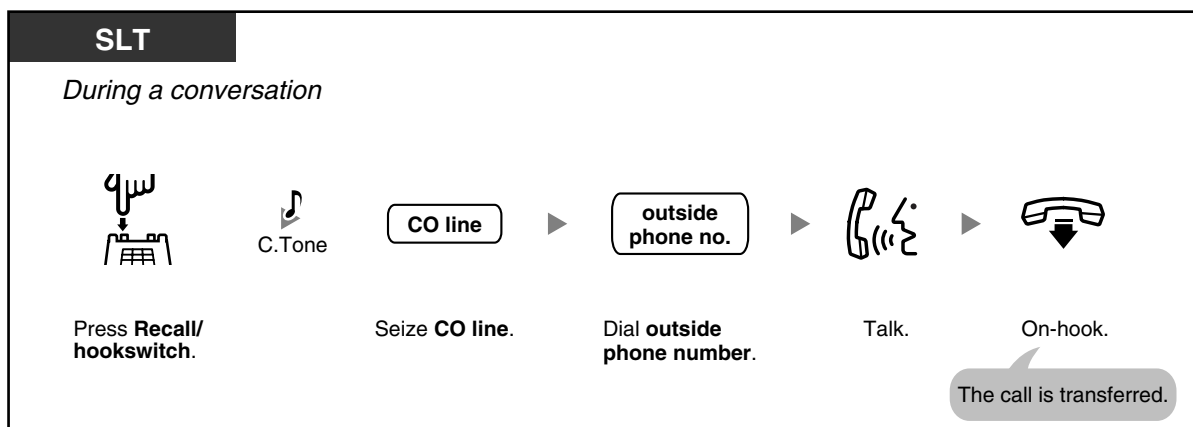 SLT
During a conversation
C.Tone
CO line
outside
phone no.
Press Recall/
hookswitch.
Seize CO line.
Dial outside
phone number.
Talk.
On-hook.
The call is transferred.